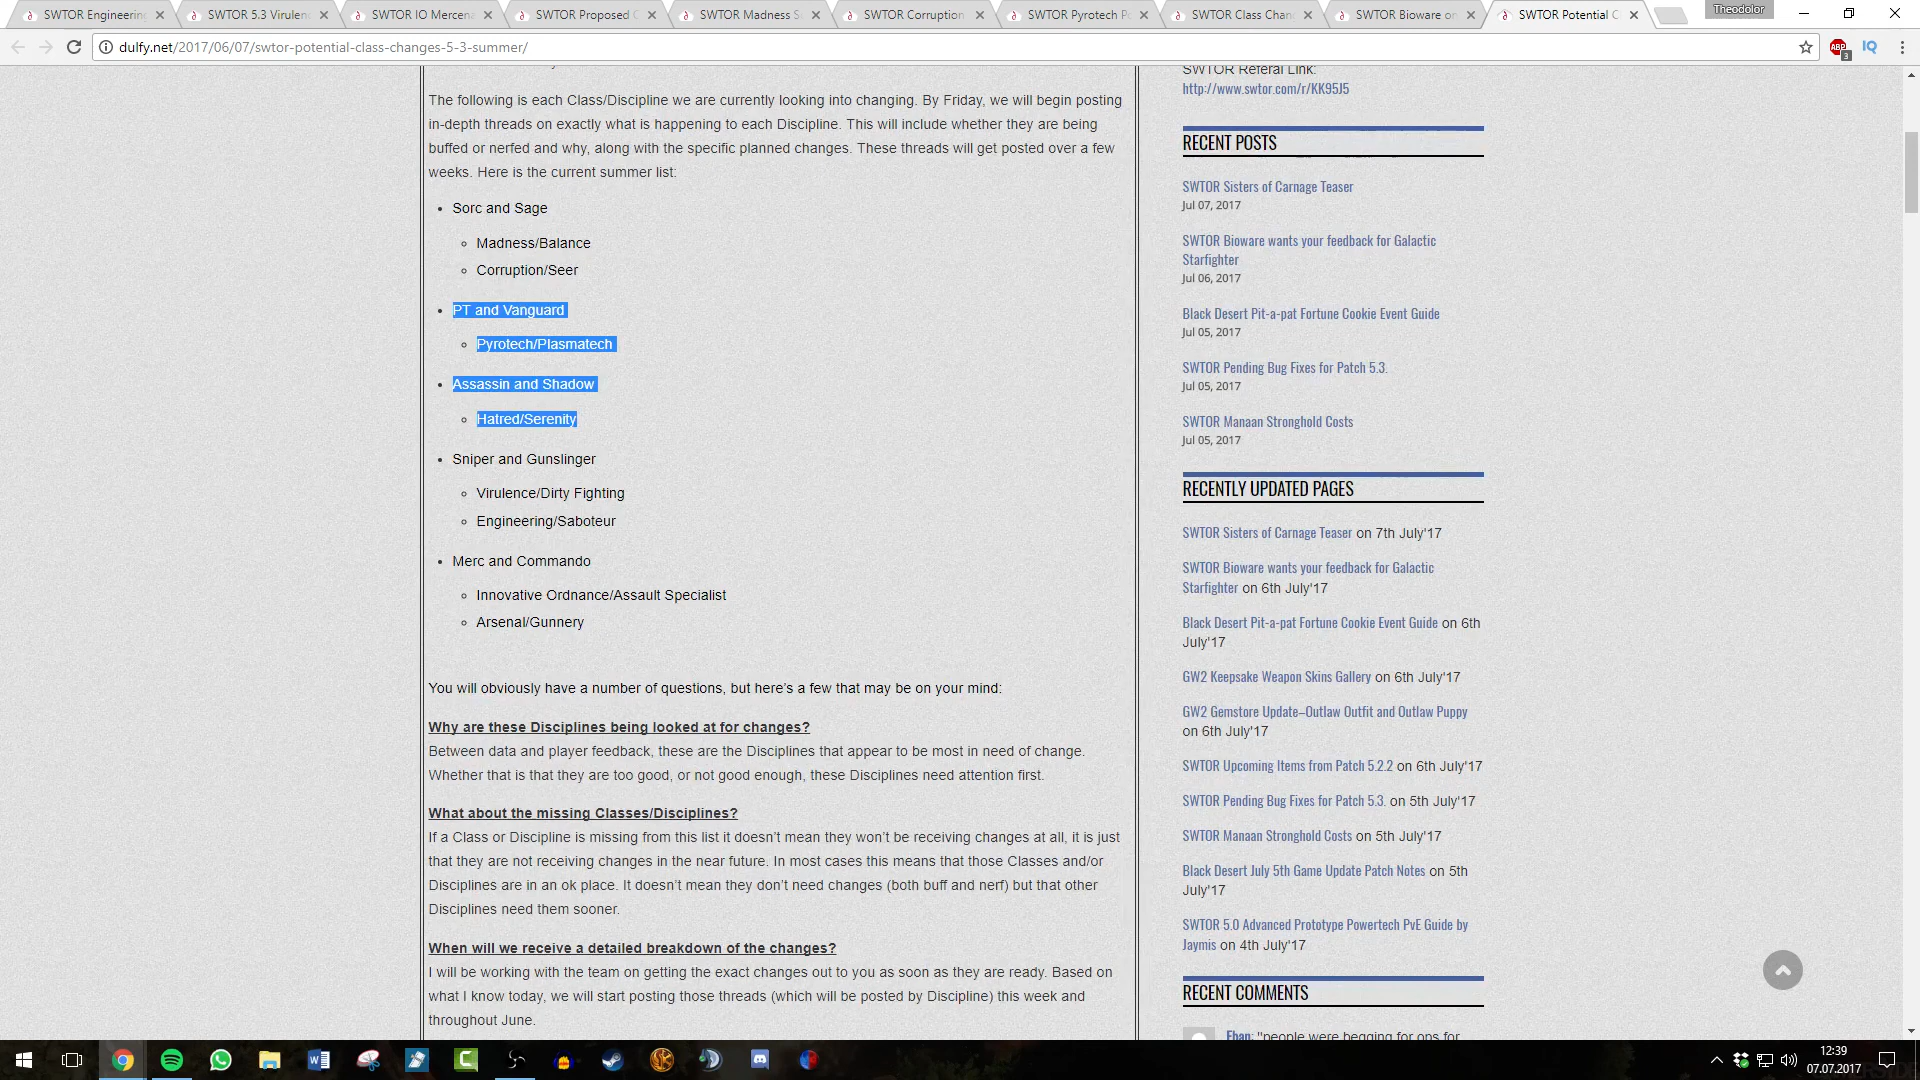 SWTOR Engineering
SWTOR 5.3 Virulen
SWTOR IO Mercena
SWTOR Proposed C
SWTOR Madness S
SWTOR Corruption
SWTOR Pyrotech P
SWTOR Class Chan
SWTOR Bioware on
SWTOR Potential C
Theodolor
dulfy.net/2017/06/07/swtor-potential-class-changes-5-3-summer/
ABP
3
IQ
The following is each Class/Discipline we are currently looking into changing. By Friday, we will begin posting
in-depth threads on exactly what is happening to each Discipline. This will include whether they are being
buffed or nerfed and why, along with the specific planned changes. These threads will get posted over a few
weeks. Here is the current summer list:
Sorc and Sage
Madness/Balance
Corruption/Seer
PT and Vanguard
Pyrotech/Plasmatech
Assassin and Shadow
Hatred/Serenity
Sniper and Gunslinger
Virulence/Dirty Fighting
Engineering/Saboteur
Merc and Commando
Innovative Ordnance/Assault Specialist
Arsenal/Gunnery
You will obviously have a number of questions, but here's a few that may be on your mind:
Why are these Disciplines being looked at for changes?
Between data and player feedback, these are the Disciplines that appear to be most in need of change.
Whether that is that they are too good, or not good enough, these Disciplines need attention first.
What about the missing Classes/Disciplines?
If a Class or Discipline is missing from this list it doesn't mean they won't be receiving changes at all, it is just
that they are not receiving changes in the near future. In most cases this means that those Classes and/or
Disciplines are in an ok place. It doesn't mean they don't need changes (both buff and nerf) but that other
Disciplines need them sooner.
When will we receive a detailed breakdown of the changes?
I will be working with the team on getting the exact changes out to you as soon as they are ready. Based on
what I know today, we will start posting those threads (which will be posted by Discipline) this week and
throughout June.
SWTOR Referal Link:
http://www.swtor.com/r/KK95J5
RECENT POSTS
SWTOR Sisters of Carnage Teaser
Jul 07, 2017
SWTOR Bioware wants your feedback for Galactic
Starfighter
Jul 06, 2017
Black Desert Pit-a-pat Fortune Cookie Event Guide
Jul 05, 2017
SWTOR Pending Bug Fixes for Patch 5.3.
Jul 05, 2017
SWTOR Manaan Stronghold Costs
Jul 05, 2017
RECENTLY UPDATED PAGES
SWTOR Sisters of Carnage Teaser on 7th July'17
SWTOR Bioware wants your feedback for Galactic
Starfighter on 6th July'17
Black Desert Pit-a-pat Fortune Cookie Event Guide on 6th
July'17
GW2 Keepsake Weapon Skins Gallery on 6th July'17
GW2 Gemstore Update–Outlaw Outfit and Outlaw Puppy
on 6th July'17
SWTOR Upcoming Items from Patch 5.2.2 on 6th July'17
SWTOR Pending Bug Fixes for Patch 5.3. on 5th July'17
SWTOR Manaan Stronghold Costs on 5th July'17
Black Desert July 5th Game Update Patch Notes on 5th
July'17
SWTOR 5.0 Advanced Prototype Powertech PvE Guide by
Jaymis on 4th July'17
RECENT COMMENTS
Eban: "people were begging for ops for
12:39
07.07.2017